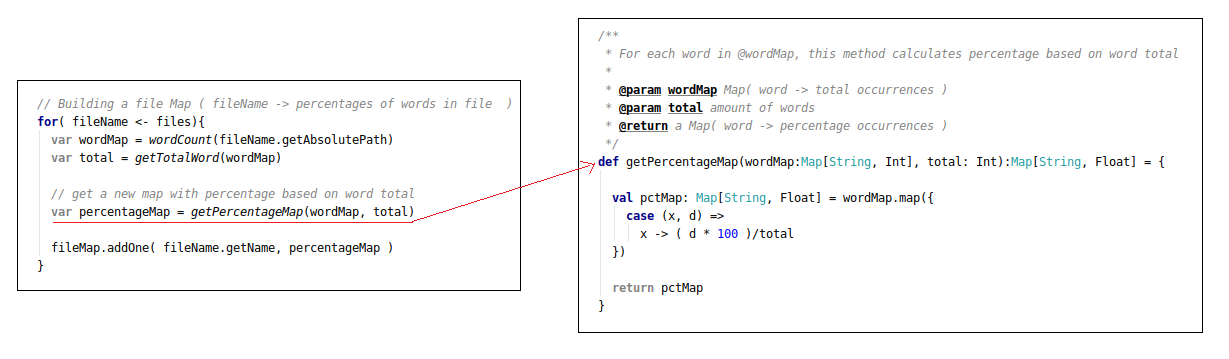 // Building a file Map ( fileName -> percentages of words in file  )
for( fileName <- files){
  var wordMap = wordCount(fileName.getAbsolutePath)
  var total = getTotalWord(wordMap)
  // get a new map with percentage based on word total
  var percentageMap = getPercentageMap(wordMap, total)
  fileMap.addOne( fileName.getName, percentageMap )
}
/**
 * For each word in @wordMap, this method calculates percentage based on word total
 *
 * @param wordMap Map( word -> total occurrences )
 * @param total amount of words
 * @return a Map( word -> percentage occurrences )
 */
def getPercentageMap(wordMap:Map[String, Int], total: Int):Map[String, Float] = {
  val pctMap: Map[String, Float] = wordMap.map({
    case (x, d) =>
      x -> ( d * 100 )/total
  })
  return pctMap
}